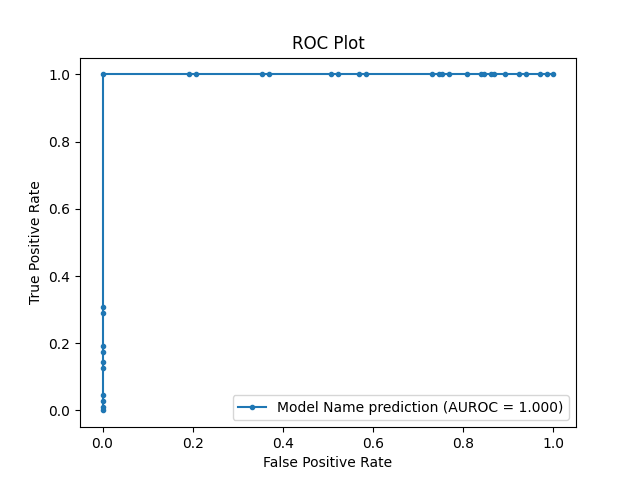 ROC Plot
True Positive Rate
1.0
0.8
0.6
0.4
0.2
0.0
Model Name prediction (AUROC = 1.000)
0.0 0.2 0.4 0.6 0.8 1.0
False Positive Rate